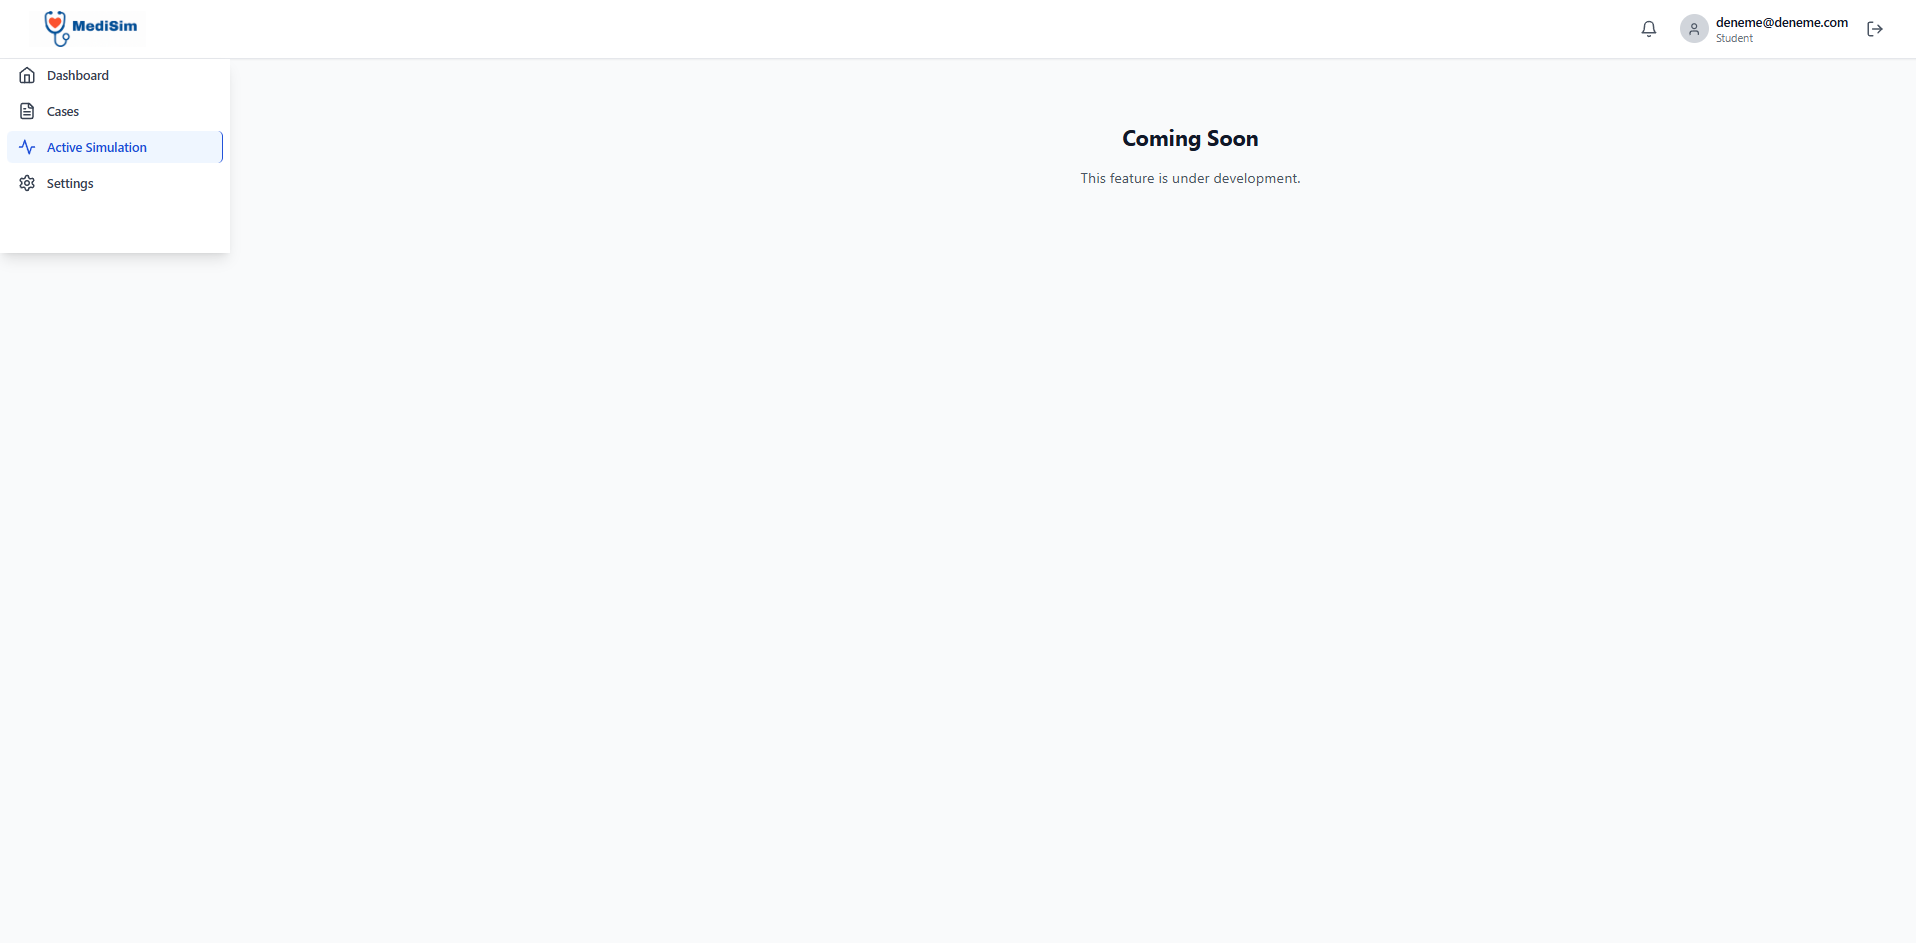 MediSim
deneme@deneme.com
Student
Dashboard
Cases
Active Simulation
Settings
Coming Soon
This feature is under development.